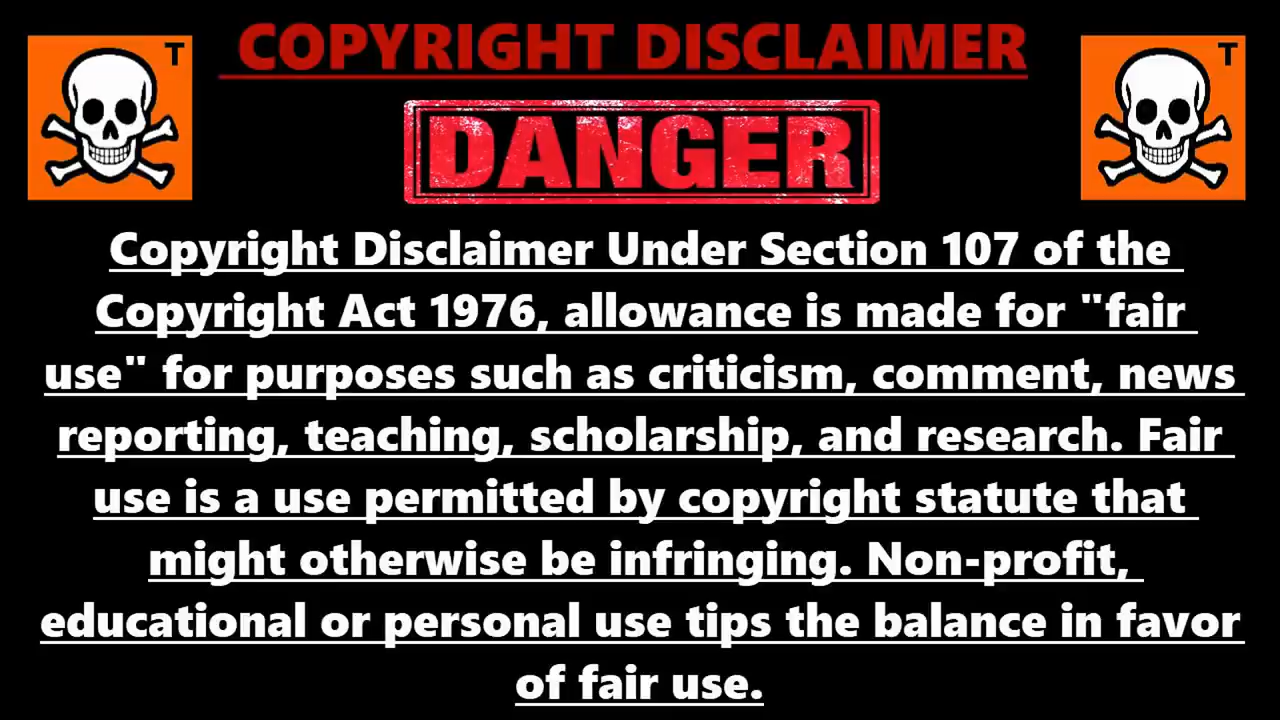 T COPYRIGHT DISCLAIMER T
DANGER
Copyright Disclaimer Under Section 107 of the
Copyright Act 1976, allowance is made for "fair
use" for purposes such as criticism, comment, news
reporting, teaching, scholarship, and research. Fair
use is a use permitted by copyright statute that
might otherwise be infringing. Non-profit,
educational or personal use tips the balance in favor
of fair use.